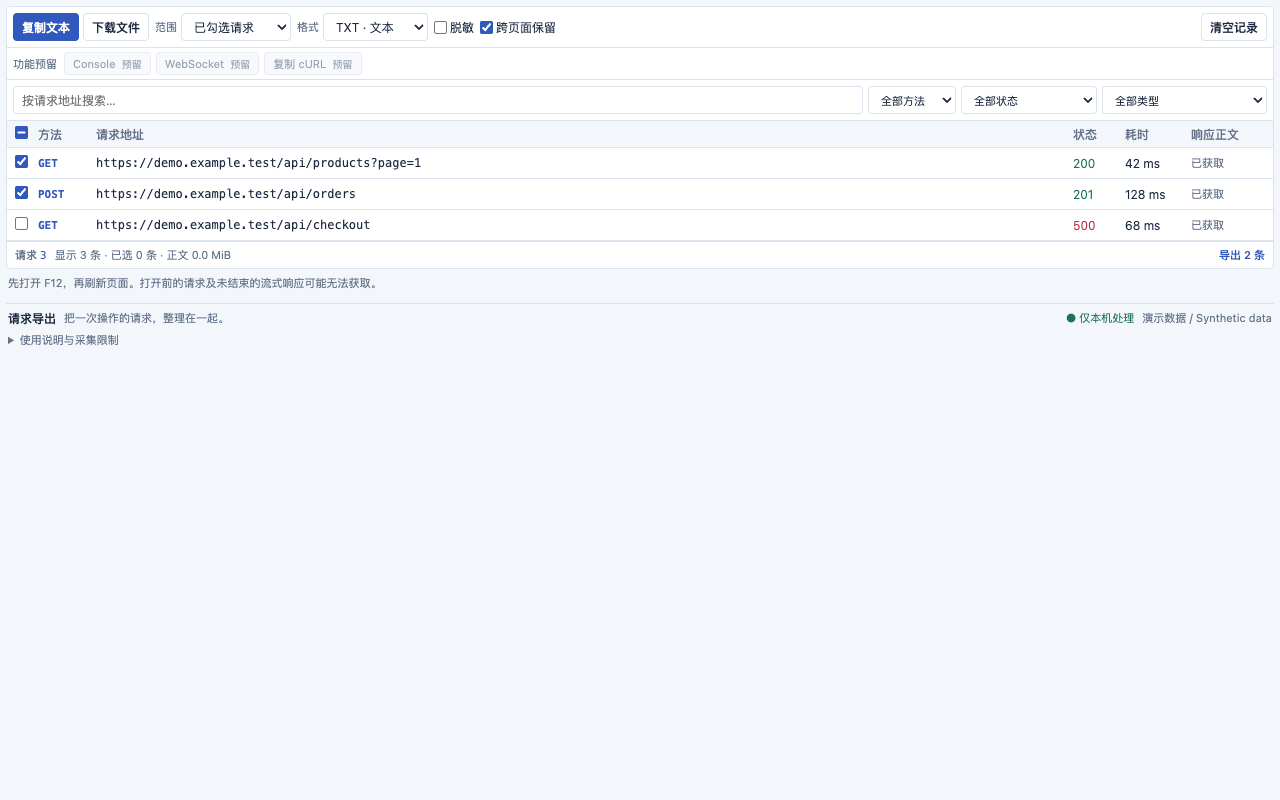 复制文本 下载文件 范围 已勾选请求 格式 TXT · 文本 脱敏 跨页面保留 清空记录
功能预留 Console 预留 WebSocket 预留 复制 cURL 预留
按请求地址搜索... 全部方法 全部状态 全部类型
方法 请求地址 状态 耗时 响应正文
GET https://demo.example.test/api/products?page=1 200 42 ms 已获取
POST https://demo.example.test/api/orders 201 128 ms 已获取
GET https://demo.example.test/api/checkout 500 68 ms 已获取
请求 3 显示 3 条 · 已选 0 条 · 正文 0.0 MiB 导出 2 条
先打开 F12，再刷新页面。打开前的请求及未结束的流式响应可能无法获取。
请求导出 把一次操作的请求，整理在一起。 仅本机处理 演示数据 / Synthetic data
使用说明与采集限制